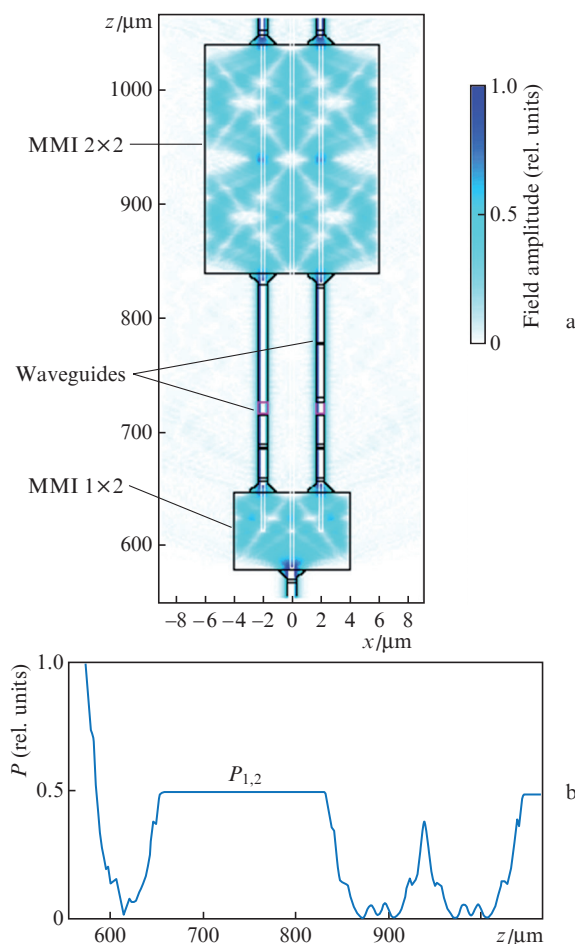 z/μm
1000
MMI 2×2
900
800
Waveguides
700
MMI 1×2
600
−8 −6 −4 −2 0 2 4 6 8
x/μm
1.0
0.5
0
Field amplitude (rel. units)
a
1.0
0.5
0
P (rel. units)
P1,2
600 700 800 900 z/μm
b